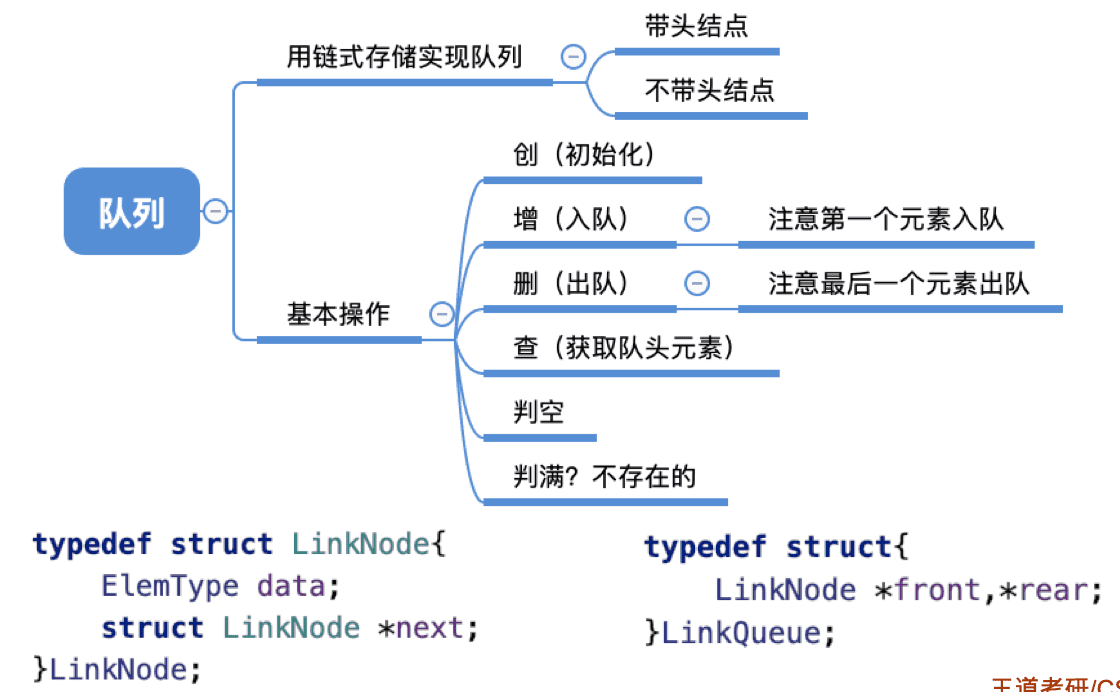 队列
用链式存储实现队列
带头结点
不带头结点
基本操作
创（初始化）
增（入队）
注意第一个元素入队
删（出队）
注意最后一个元素出队
查（获取队头元素）
判空
判满？不存在的
typedef struct LinkNode{
ElemType data;
struct LinkNode *next;
}LinkNode;
typedef struct{
LinkNode *front,*rear;
}LinkQueue;
王道考研/CS